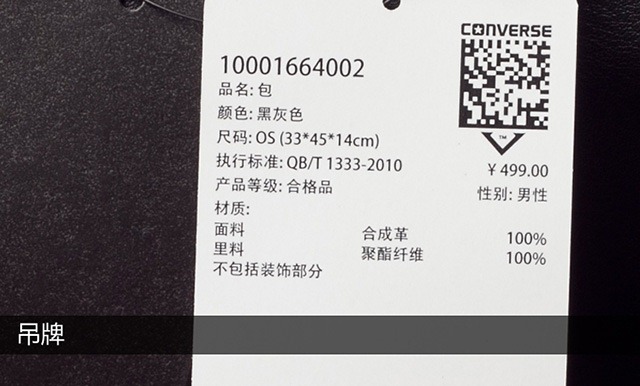 CONVERSE
10001664002
品名: 包
颜色: 黑灰色
尺码: OS (33*45*14cm)
执行标准: QB/T 1333-2010
¥ 499.00
产品等级: 合格品
性别: 男性
材质:
面料 合成革 100%
里料 聚酯纤维 100%
不包括装饰部分
TM
吊牌